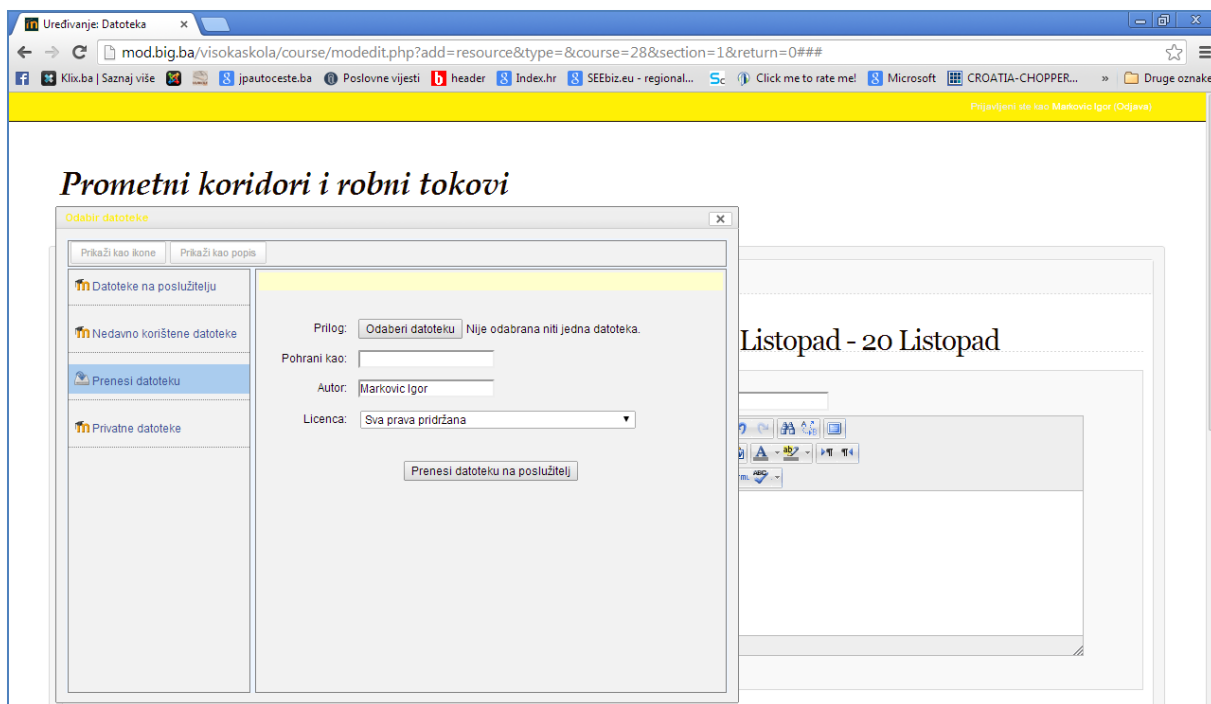 Uređivanje: Datoteka
mod.big.ba/visokaskola/course/modedit.php?add=resource&type=&course=28&section=1&return=0###
Klix.ba | Saznaj više jpautoceste.ba Poslovne vijesti header Index.hr SEEbiz.eu - regional... Click me to rate me! Microsoft CROATIA-CHOPPER... » Druge oznake
Prijavljeni ste kao Markovic Igor (Odjava)
Prometni koridori i robni tokovi
Odabir datoteke
Prikaži kao ikone Prikaži kao popis
Datoteke na poslužitelju
Nedavno korištene datoteke
Prenesi datoteku
Privatne datoteke
Prilog: Odaberi datoteku Nije odabrana niti jedna datoteka.
Pohrani kao:
Autor: Markovic Igor
Licenca: Sva prava pridržana
Prenesi datoteku na poslužitelj
Listopad - 20 Listopad